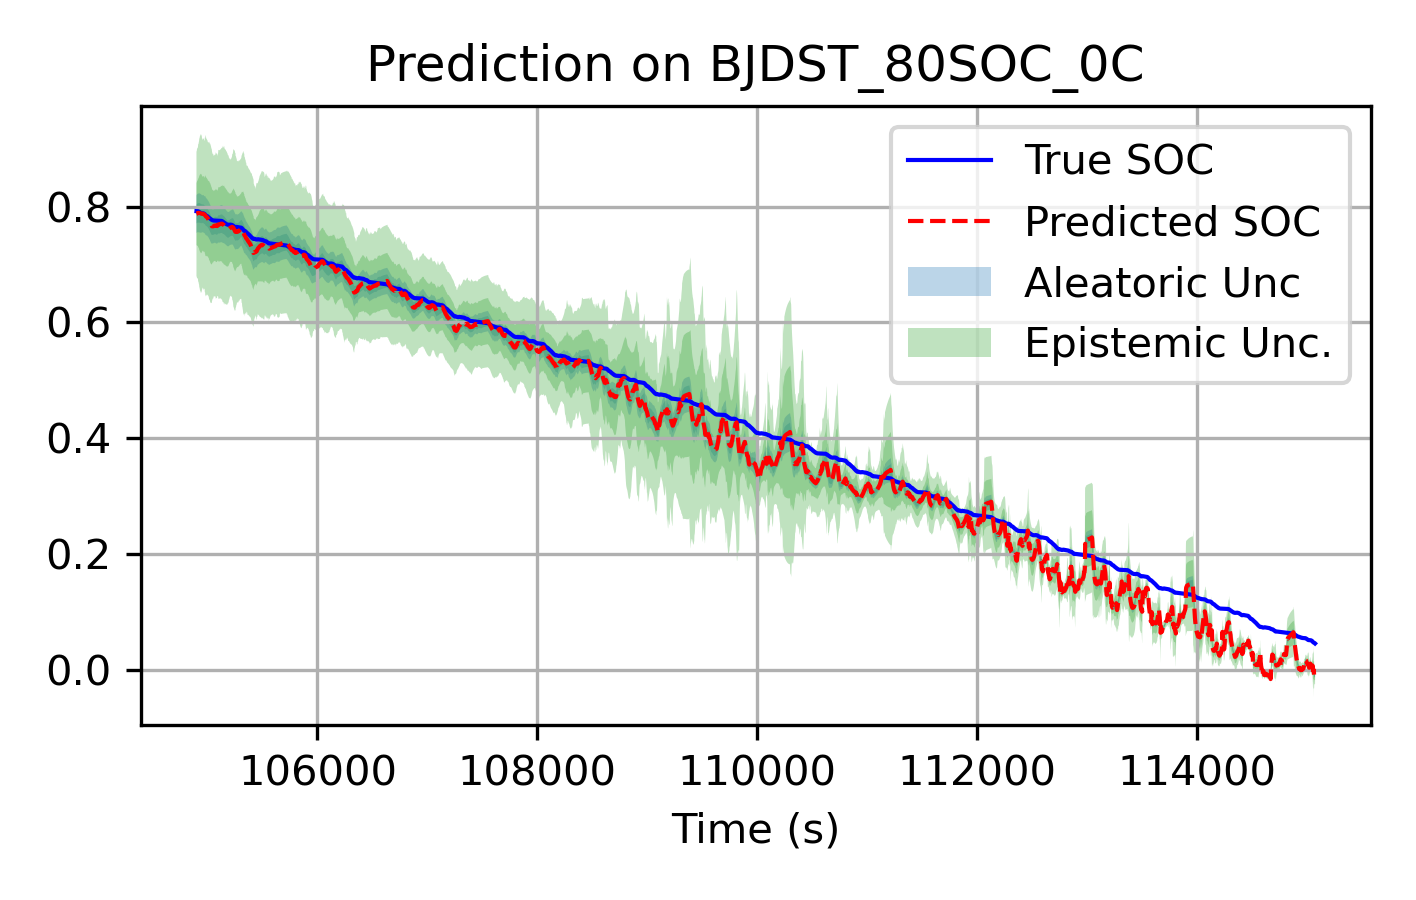 Prediction on BJDST_80SOC_0C
True SOC
Predicted SOC
Aleatoric Unc
Epistemic Unc.
0.8
0.6
0.4
0.2
0.0
106000 108000 110000 112000 114000
Time (s)